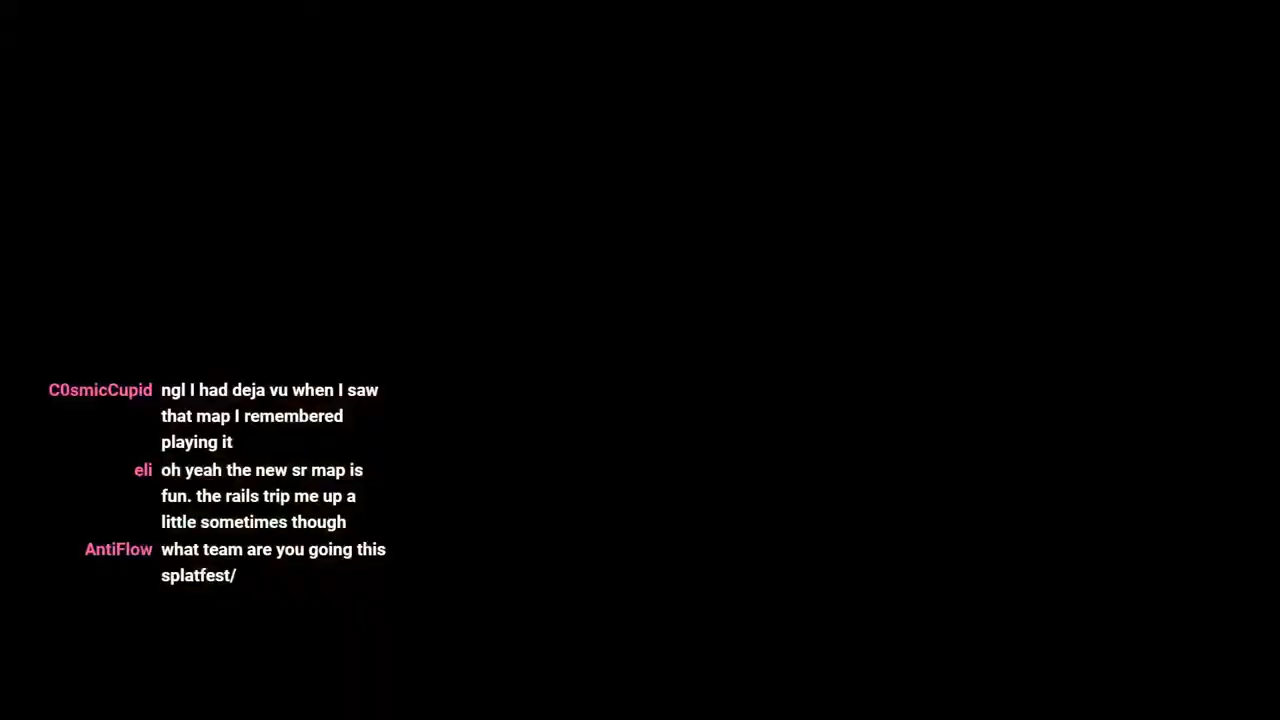 C0smicCupid ngl I had deja vu when I saw
that map I remembered
playing it
eli oh yeah the new sr map is
fun. the rails trip me up a
little sometimes though
AntiFlow what team are you going this
splatfest/